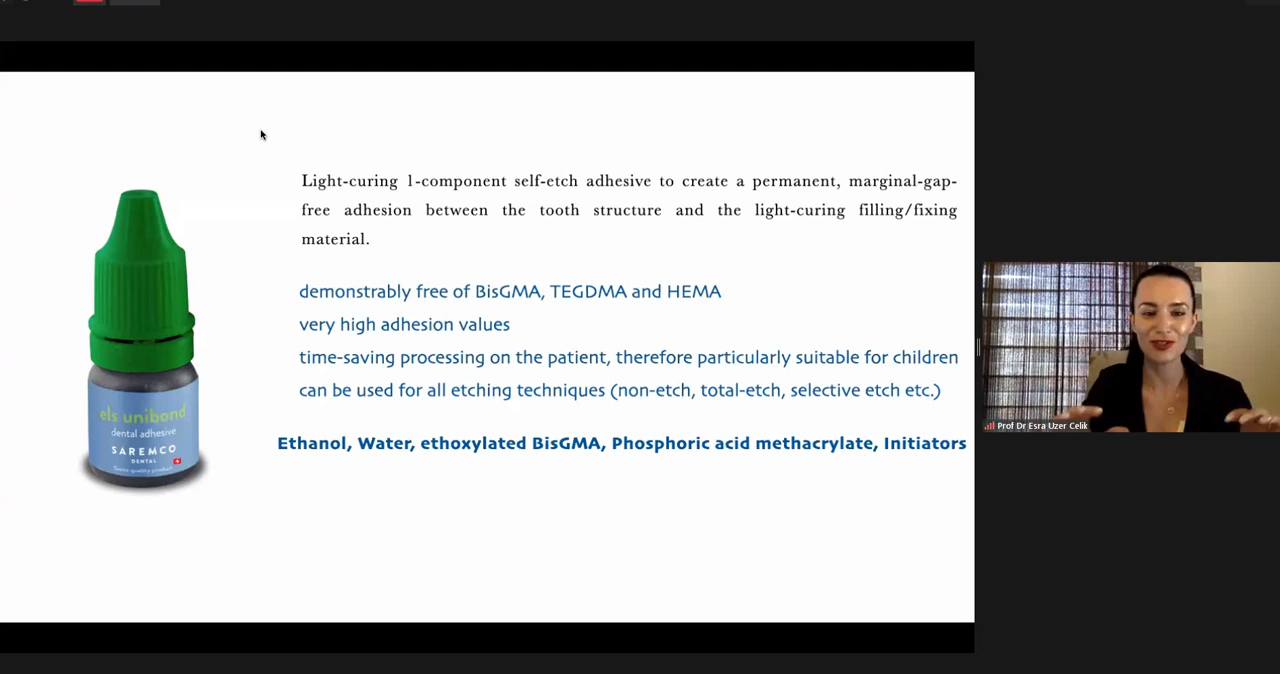 Light-curing 1-component self-etch adhesive to create a permanent, marginal-gap-
free adhesion between the tooth structure and the light-curing filling/fixing
material.
demonstrably free of BisGMA, TEGDMA and HEMA
very high adhesion values
time-saving processing on the patient, therefore particularly suitable for children
can be used for all etching techniques (non-etch, total-etch, selective etch etc.)
Ethanol, Water, ethoxylated BisGMA, Phosphoric acid methacrylate, Initiators
els unibond
dental adhesive
SAREMCO
DENTAL
Swiss quality product
Prof Dr Esra Uzer Celik